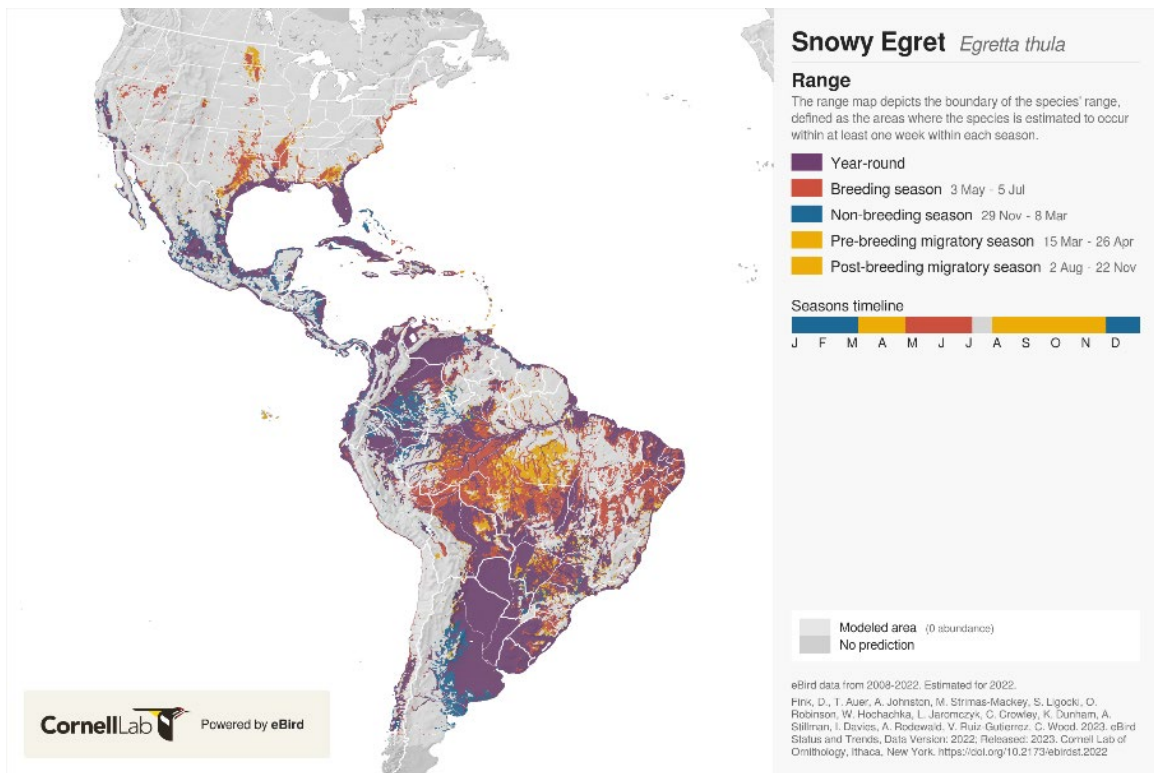 Snowy Egret Egretta thula
Range
The range map depicts the boundary of the species' range,
defined as the areas where the species is estimated to occur
within at least one week within each season.
Year-round
Breeding season 3 May - 5 Jul
Non-breeding season 29 Nov - 8 Mar
Pre-breeding migratory season 15 Mar - 26 Apr
Post-breeding migratory season 2 Aug - 22 Nov
Seasons timeline
J F M A M J J A S O N D
Modeled area (0 abundance)
No prediction
eBird data from 2008-2022. Estimated for 2022.
Fink, D., T. Auer, A. Johnston, M. Strimas-Mackey, S. Ligocki, O.
Robinson, W. Hochachka, L. Jaromczyk, C. Crowley, K. Dunham, A.
Stillman, I. Davies, A. Rodewald, V. Ruiz-Gutierrez, C. Wood. 2023. eBird
Status and Trends, Data Version: 2022; Released: 2023. Cornell Lab of
Ornithology, Ithaca, New York. https://doi.org/10.2173/ebirdst.2022
CornellLab Powered by eBird